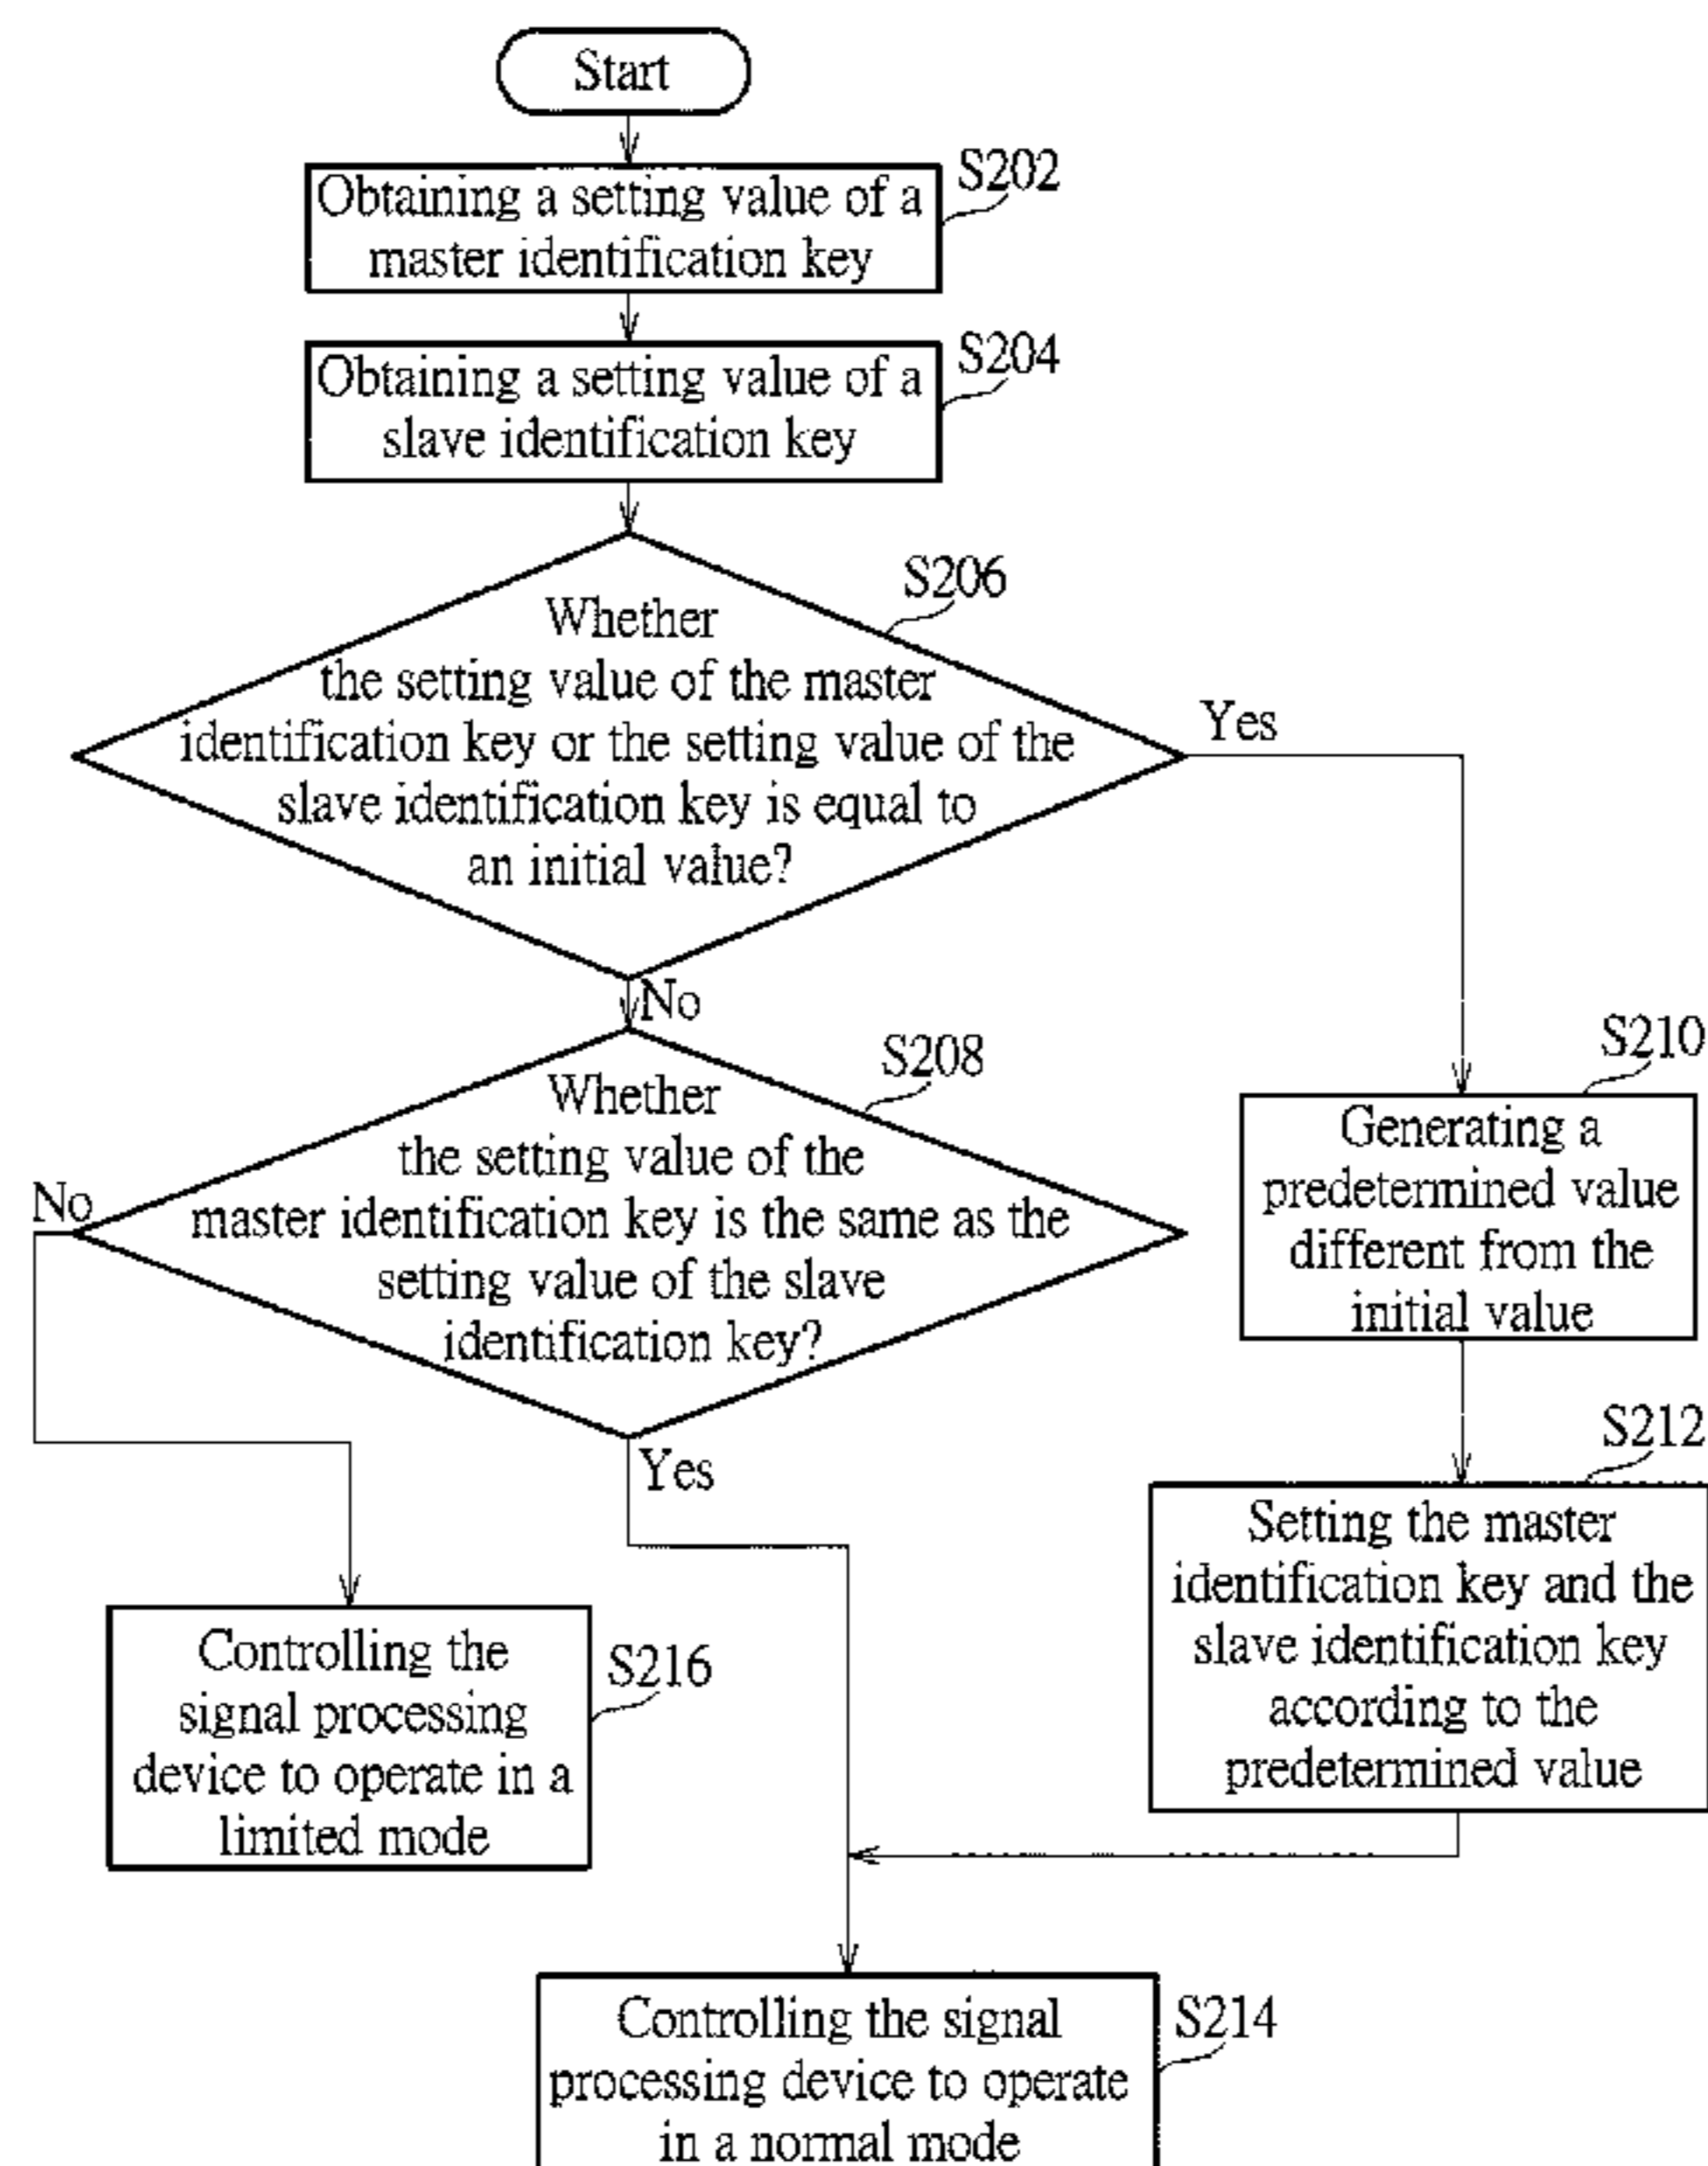 Start
S202
Obtaining a setting value of a
master identification key
S204
Obtaining a setting value of a
slave identification key
S206
Whether
the setting value of the master
identification key or the setting value of the
slave identification key is equal to
an initial value?
Yes
No
S208
Whether
the setting value of the
master identification key is the same as the
setting value of the slave
identification key?
No
Yes
S210
Generating a
predetermined value
different from the
initial value
S212
Setting the master
identification key and the
slave identification key
according to the
predetermined value
S216
Controlling the
signal processing
device to operate in a
limited mode
S214
Controlling the signal
processing device to operate
in a normal mode